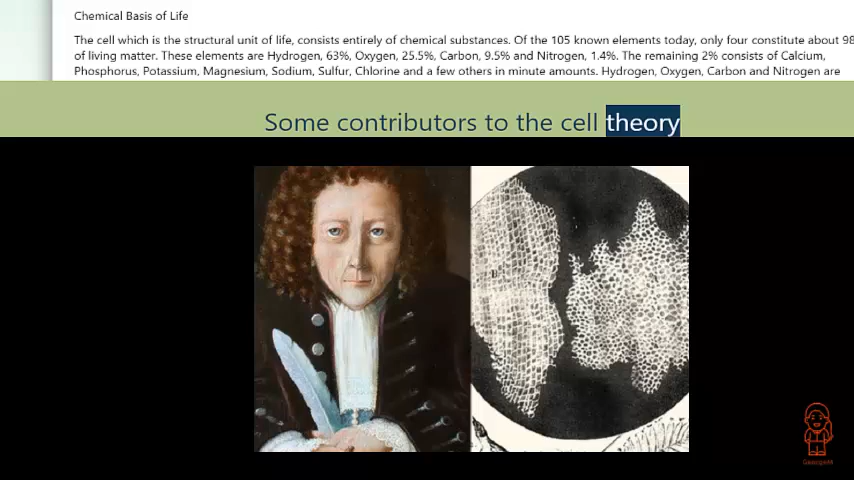 Chemical Basis of Life
The cell which is the structural unit of life, consists entirely of chemical substances. Of the 105 known elements today, only four constitute about 98
of living matter. These elements are Hydrogen, 63%, Oxygen, 25.5%, Carbon, 9.5% and Nitrogen, 1.4%. The remaining 2% consists of Calcium,
Phosphorus, Potassium, Magnesium, Sodium, Sulfur, Chlorine and a few others in minute amounts. Hydrogen, Oxygen, Carbon and Nitrogen are
Some contributors to the cell theory